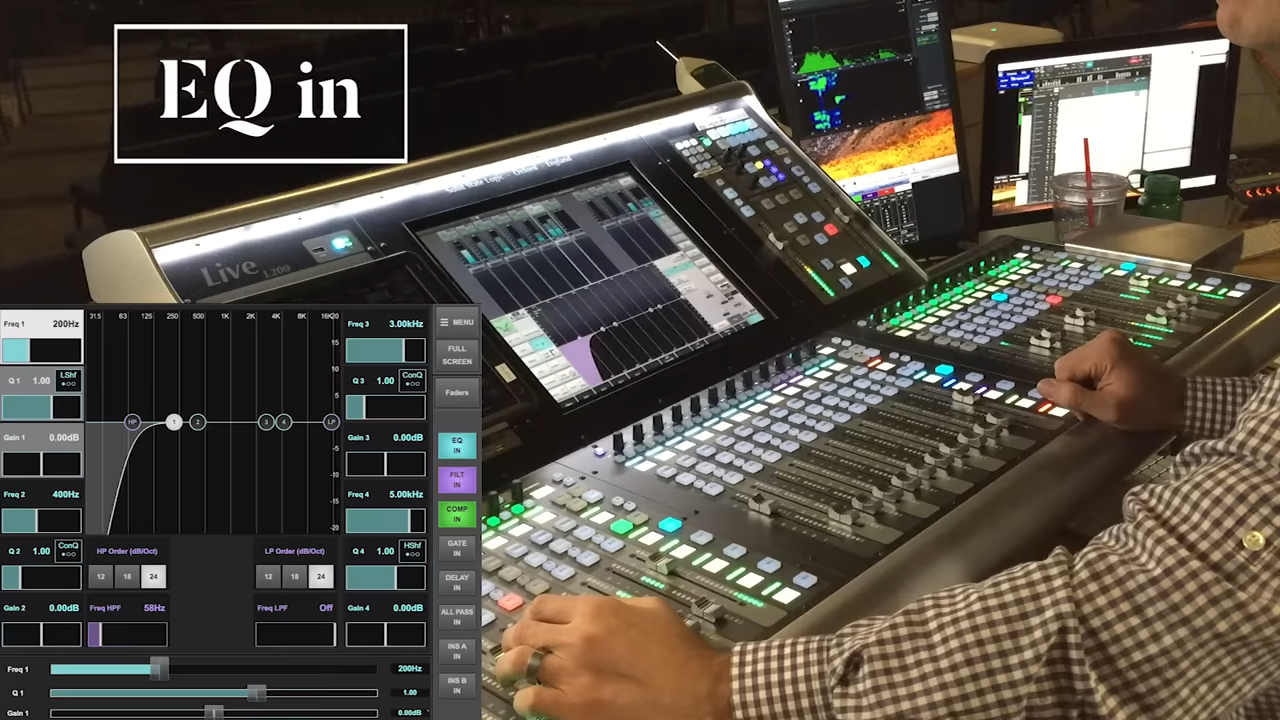 EQ in
Solid State Logic Oxford • England
Live L200
Freq 1 200Hz
31.5 63 125 250 500 1K 2K 4K 8K 16K20
Freq 3 3.00kHz
MENU
FULL
SCREEN
Q 1 1.00 LShf
15
10
5
-5
-10
-15
-20
Q 3 1.00 ConQ
Faders
HP 1 2 3 4 LP
Gain 1 0.00dB
Gain 3 0.00dB
EQ
IN
FILT
IN
Freq 2 400Hz
Freq 4 5.00kHz
COMP
IN
Q 2 1.00 ConQ
HP Order (dB/Oct)
LP Order (dB/Oct)
Q 4 1.00 HShf
GATE
IN
12 18 24
12 18 24
DELAY
IN
Gain 2 0.00dB
Freq HPF 58Hz
Freq LPF Off
Gain 4 0.00dB
ALL PASS
IN
INS A
IN
Freq 1 200Hz
INS B
IN
Q 1 1.00
Gain 1 0.00dB